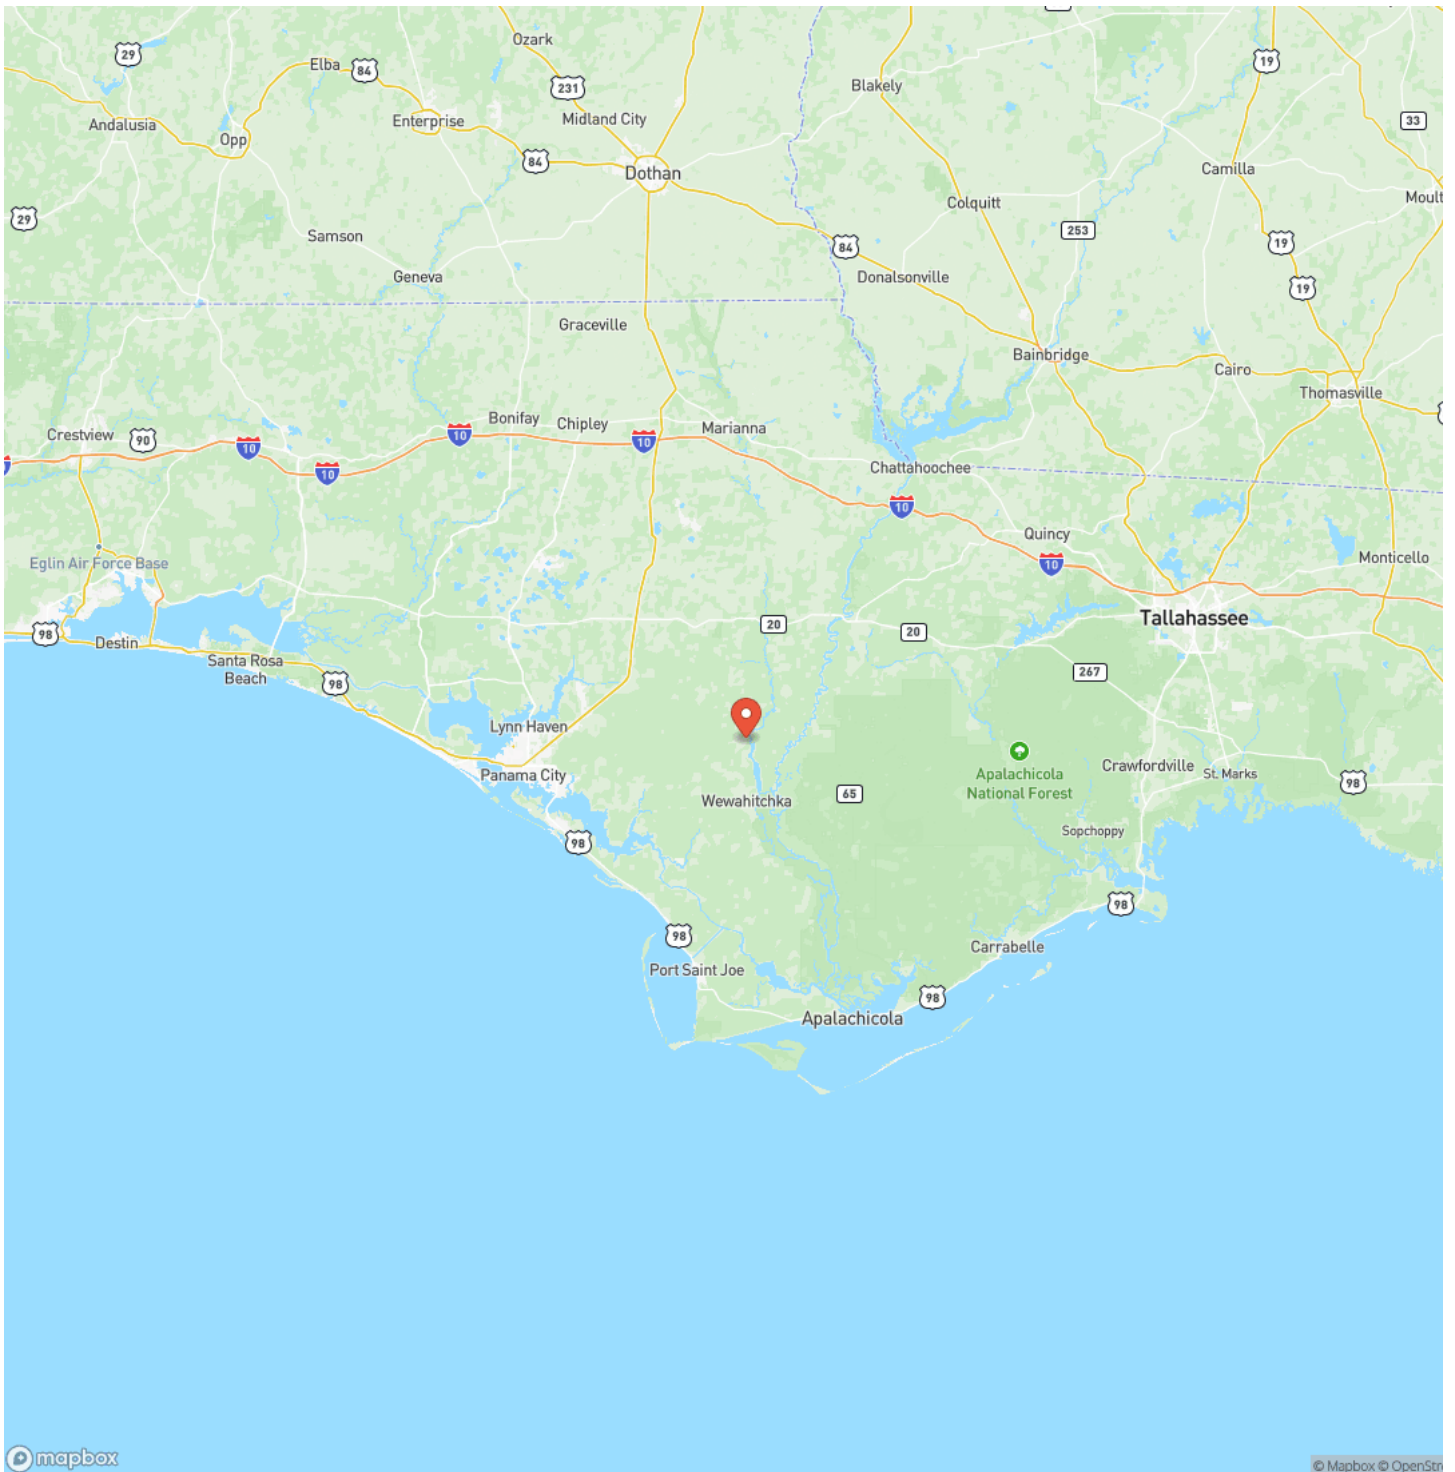 29
Elba
84
Ozark
231
Blakely
19
33
Andalusia
Opp
Enterprise
Midland City
84
Dothan
Camilla
Moult
29
Samson
Geneva
Colquitt
253
84
Donalsonville
19
19
Graceville
Bainbridge
Cairo
Thomasville
Crestview
90
10
10
10
Bonifay
Chipley
10
Marianna
Chattahoochee
10
Quincy
10
Monticello
Eglin Air Force Base
98
Destin
Santa Rosa
Beach
98
20
20
Tallahassee
267
Lynn Haven
Panama City
98
Wewahitchka
65
Apalachicola
National Forest
Crawfordville
St. Marks
98
Sopchoppy
98
98
Port Saint Joe
Carrabelle
98
Apalachicola
mapbox
© Mapbox © OpenStre